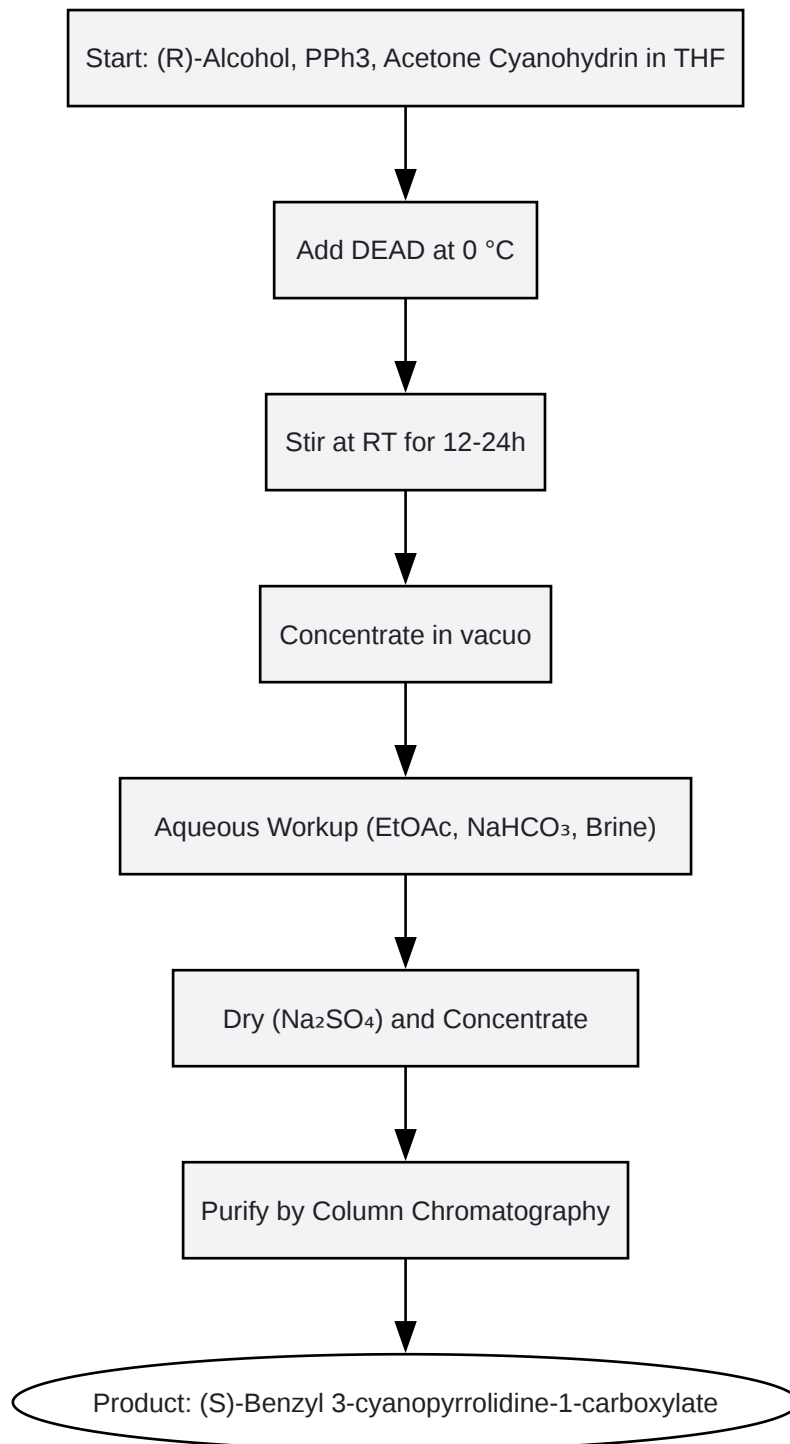 Start: (R)-Alcohol, PPh3, Acetone Cyanohydrin in THF
Add DEAD at 0 °C
Stir at RT for 12-24h
Concentrate in vacuo
Aqueous Workup (EtOAc, NaHCO₃, Brine)
Dry (Na₂SO₄) and Concentrate
Purify by Column Chromatography
Product: (S)-Benzyl 3-cyanopyrrolidine-1-carboxylate